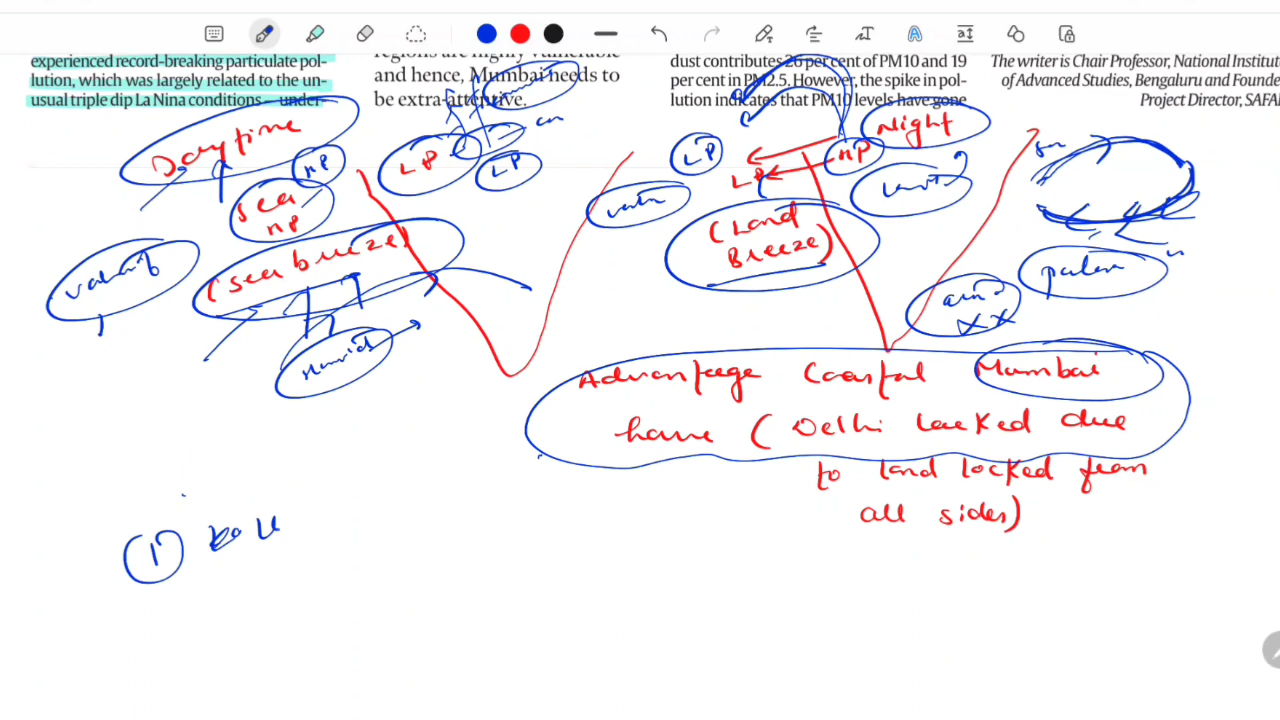 experienced record-breaking particulate pol-
lution, which was largely related to the un-
usual triple dip La Nina conditions— under-
regions are highly vulnerable
and hence, Mumbai needs to
be extra-attentive.
dust contributes 26 per cent of PM10 and 19
per cent in PM2.5. However, the spike in pol-
lution indicates that PM10 levels have gone
The writer is Chair Professor, National Institut
of Advanced Studies, Bengaluru and Founde
Project Director, SAFA
Daytime
HP
Sea
HP
(Sea breeze)
Humid
LP
LP
Night
LP
HP
LP
(Land
Breeze)
Advantage Coastal Mumbai
have (Delhi lacked due
to land locked from
all sides)
(1)